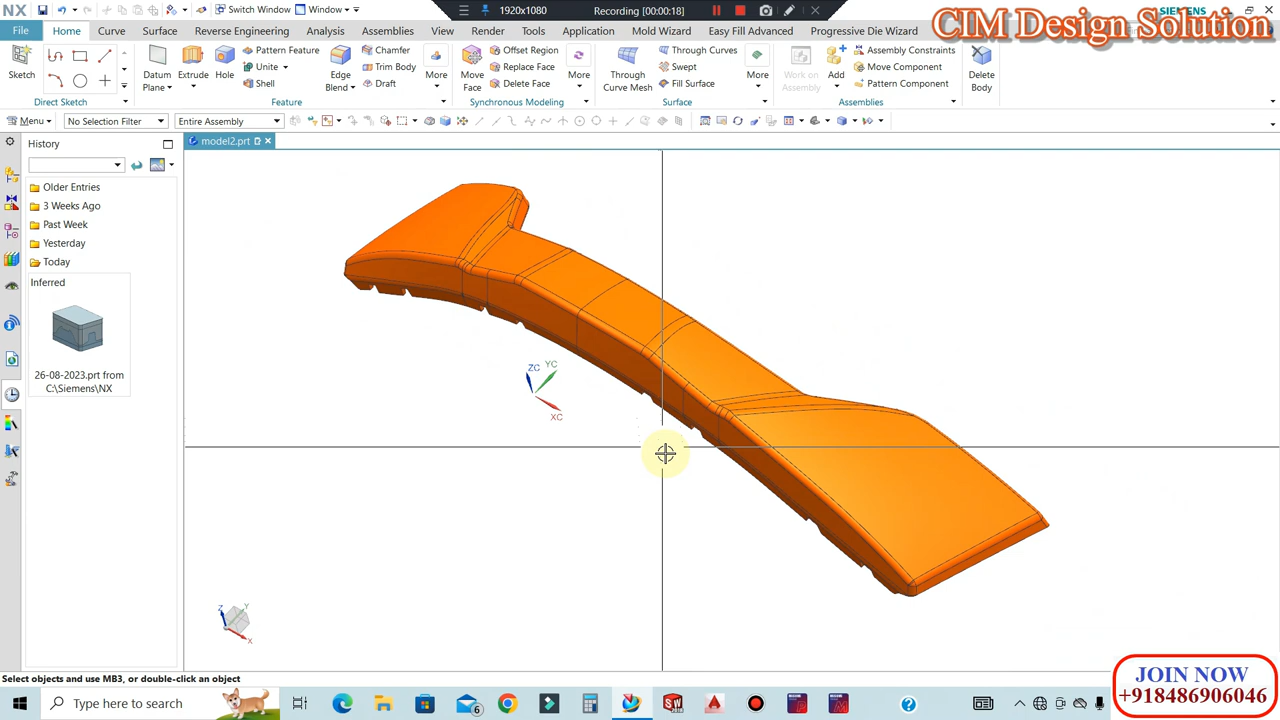 NX
Switch Window
Window
1920x1080
Recording [00:00:18]
SIEMENS
CIM Design Solution
File
Home
Curve
Surface
Reverse Engineering
Analysis
Assemblies
View
Render
Tools
Application
Mold Wizard
Easy Fill Advanced
Progressive Die Wizard
Sketch
Direct Sketch
Datum Plane
Extrude
Hole
Pattern Feature
Unite
Shell
Edge Blend
Chamfer
Trim Body
Draft
More
Feature
Move Face
Offset Region
Replace Face
Delete Face
More
Synchronous Modeling
Through Curve Mesh
Through Curves
Swept
Fill Surface
More
Surface
Work on Assembly
Add
Assembly Constraints
Move Component
Pattern Component
Assemblies
Delete Body
Menu
No Selection Filter
Entire Assembly
History
model2.prt
Older Entries
3 Weeks Ago
Past Week
Yesterday
Today
Inferred
26-08-2023.prt from
C:\Siemens\NX
ZC
YC
XC
Z
Y
X
Select objects and use MB3, or double-click an object
JOIN NOW
+918486906046
Type here to search
6